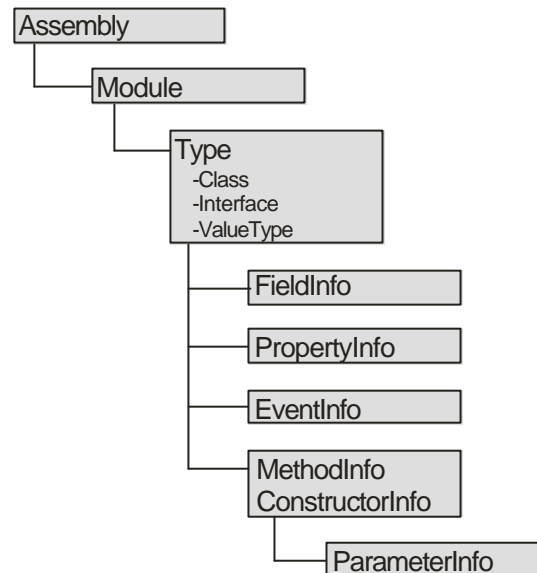 Assembly
Module
Type
-Class
-Interface
-ValueType
FieldInfo
PropertyInfo
EventInfo
MethodInfo
ConstructorInfo
ParameterInfo